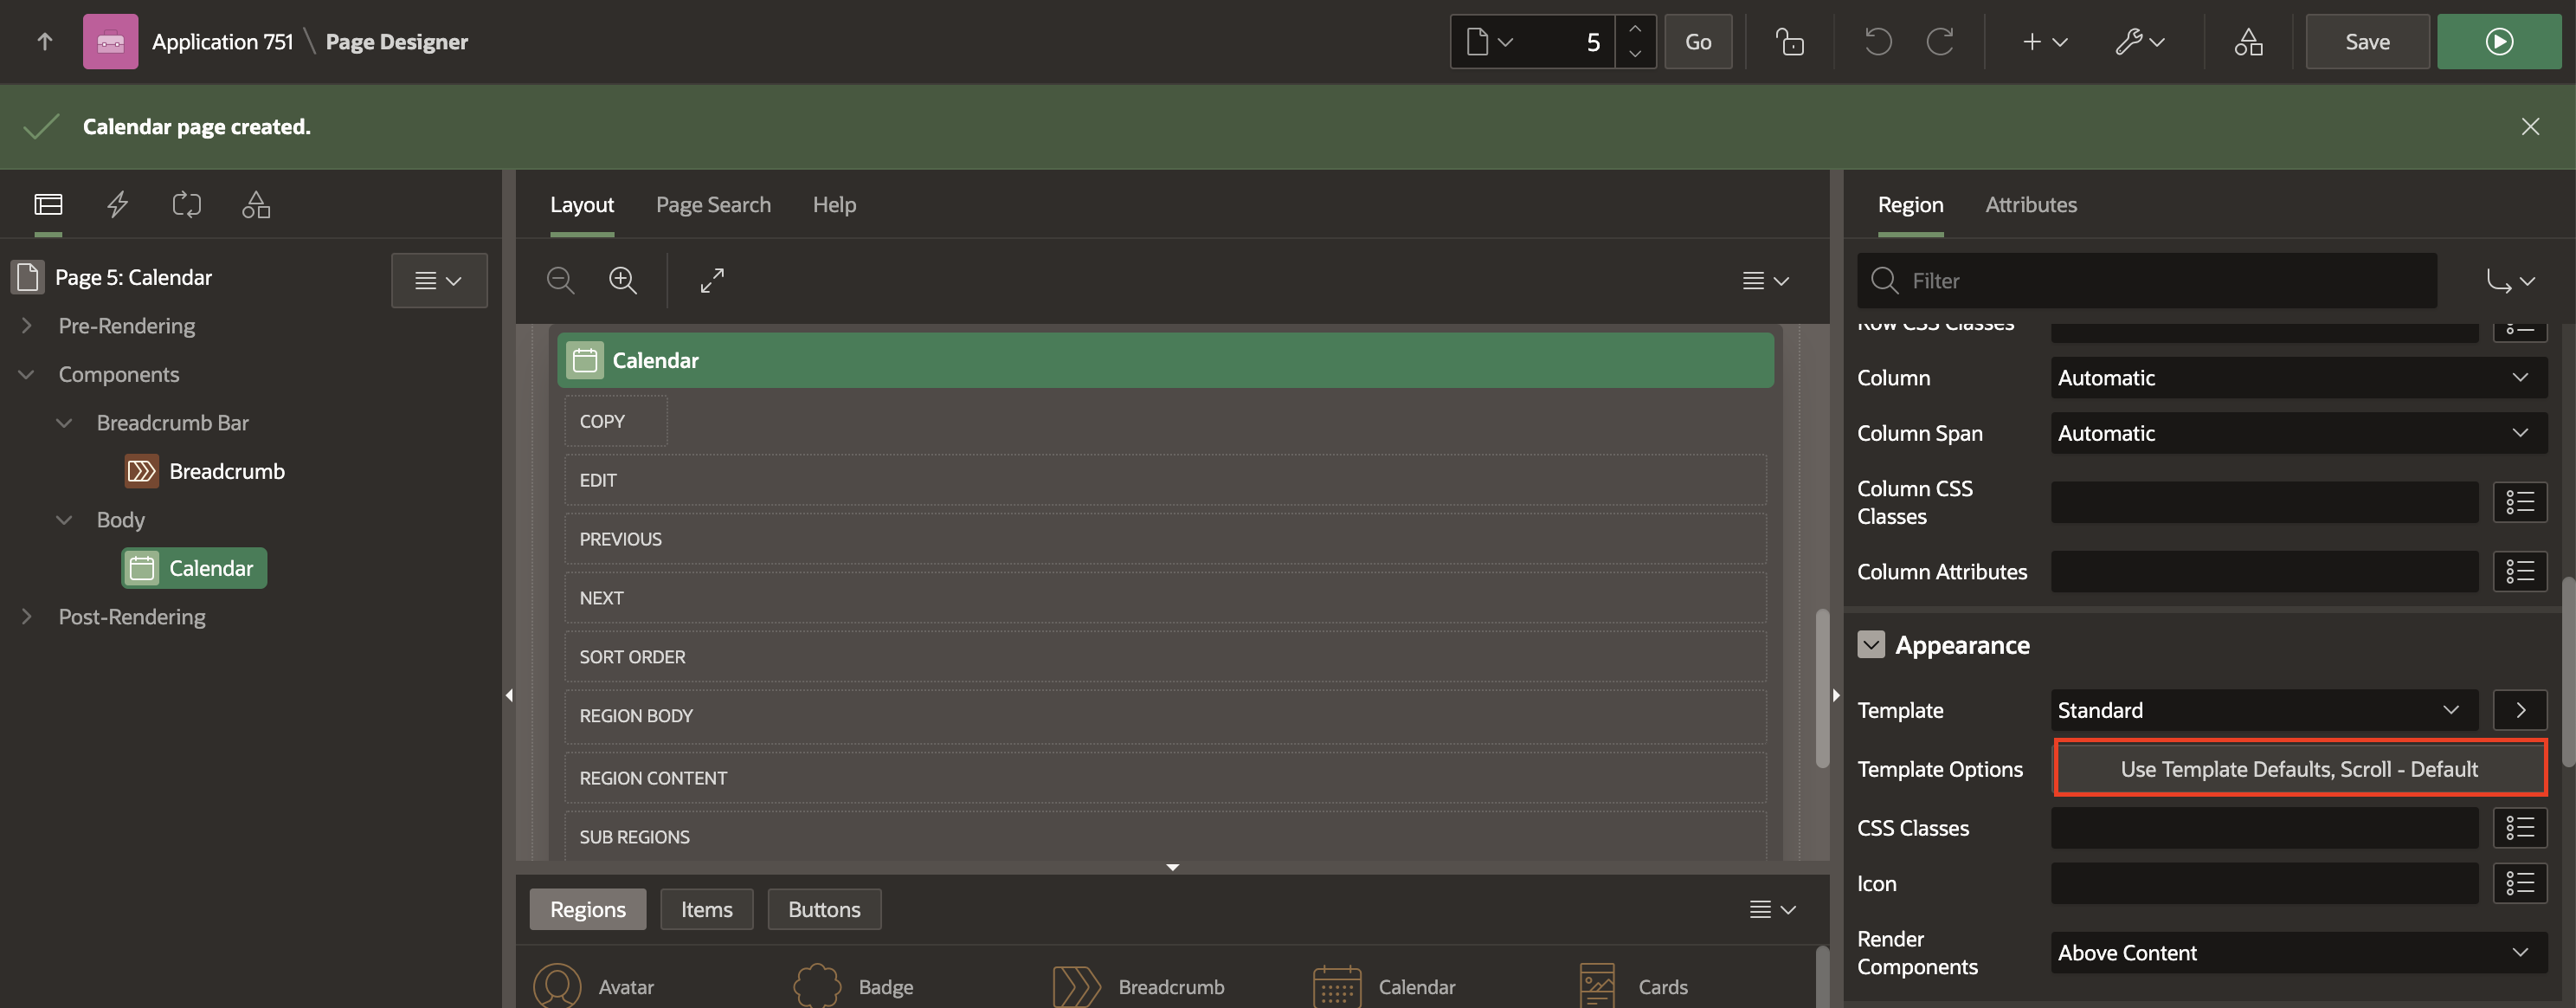 Application 751 \ Page Designer
5
Go
Save
Calendar page created.
Page 5: Calendar
Pre-Rendering
Components
Breadcrumb Bar
Breadcrumb
Body
Calendar
Post-Rendering
Layout
Page Search
Help
Calendar
COPY
EDIT
PREVIOUS
NEXT
SORT ORDER
REGION BODY
REGION CONTENT
SUB REGIONS
Regions
Items
Buttons
Avatar
Badge
Breadcrumb
Calendar
Cards
Region
Attributes
Filter
Row CSS Classes
Column
Automatic
Column Span
Automatic
Column CSS
Classes
Column Attributes
Appearance
Template
Standard
Template Options
Use Template Defaults, Scroll - Default
CSS Classes
Icon
Render
Components
Above Content